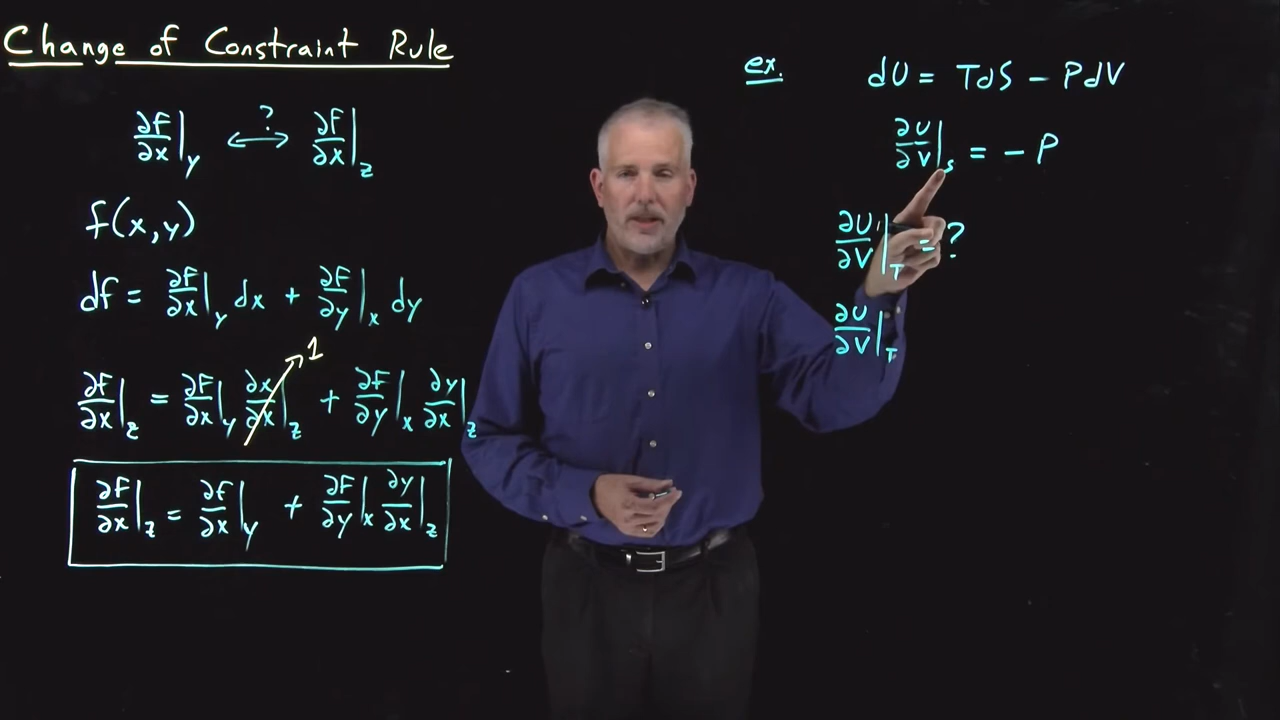 Change of Constraint Rule
∂f/∂x|y <--?--> ∂f/∂x|z
f(x,y)
df = ∂f/∂x|y dx + ∂f/∂y|x dy
∂f/∂x|z = ∂f/∂x|y ∂x/∂x|z + ∂f/∂y|x ∂y/∂x|z
1
∂f/∂x|z = ∂f/∂x|y + ∂f/∂y|x ∂y/∂x|z
ex. dU = TdS - PdV
∂U/∂V|S = - P
∂U/∂V|T = ?
∂U/∂V|T